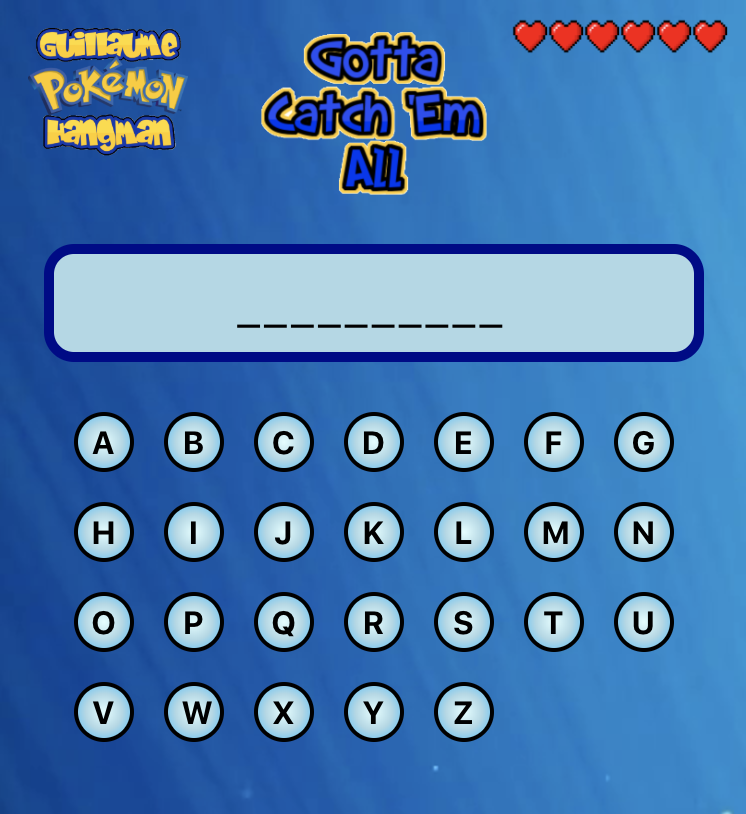 Guillaume
Pokémon
Hangman
Gotta
Catch 'Em
All
__________
A B C D E F G
H I J K L M N
O P Q R S T U
V W X Y Z